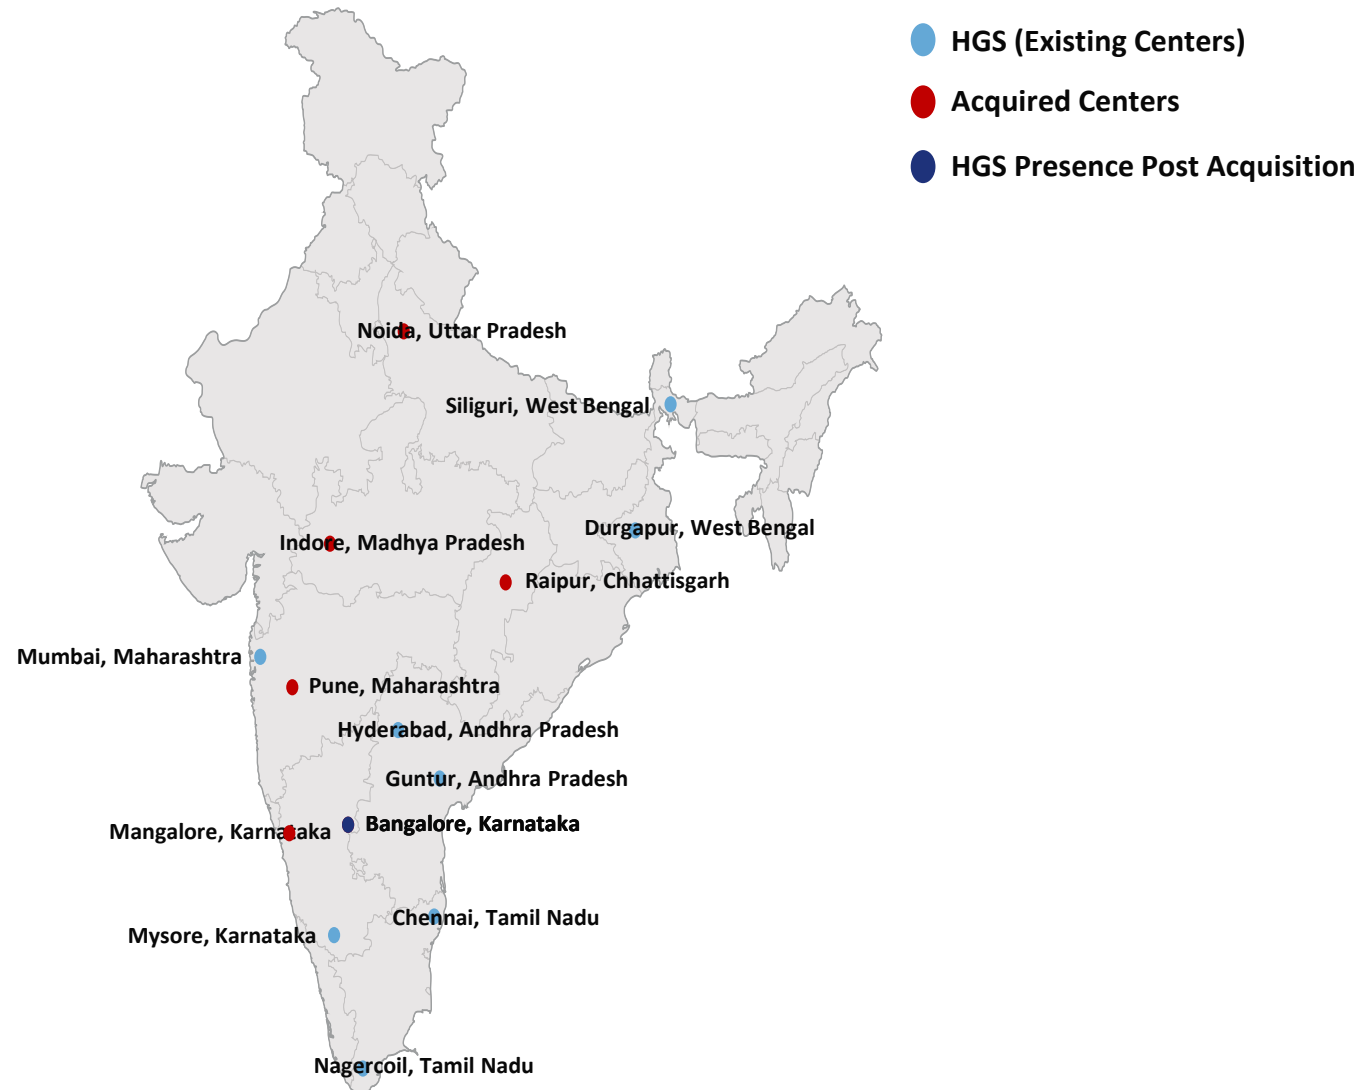 HGS (Existing Centers)
Acquired Centers
HGS Presence Post Acquisition
Noida, Uttar Pradesh
Siliguri, West Bengal
Durgapur, West Bengal
Indore, Madhya Pradesh
Raipur, Chhattisgarh
Mumbai, Maharashtra
Pune, Maharashtra
Hyderabad, Andhra Pradesh
Guntur, Andhra Pradesh
Bangalore, Karnataka
Mangalore, Karnataka
Chennai, Tamil Nadu
Mysore, Karnataka
Nagercoil, Tamil Nadu